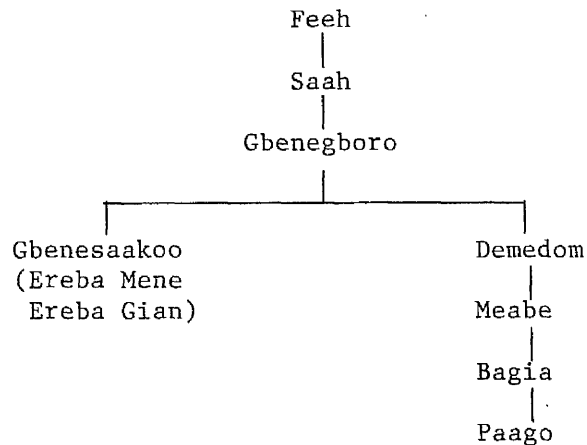 Feeh
Saah
Gbenegboro
Gbenesaakoo Demedom
(Ereba Mene
Ereba Gian) Meabe
Bagia
Paago